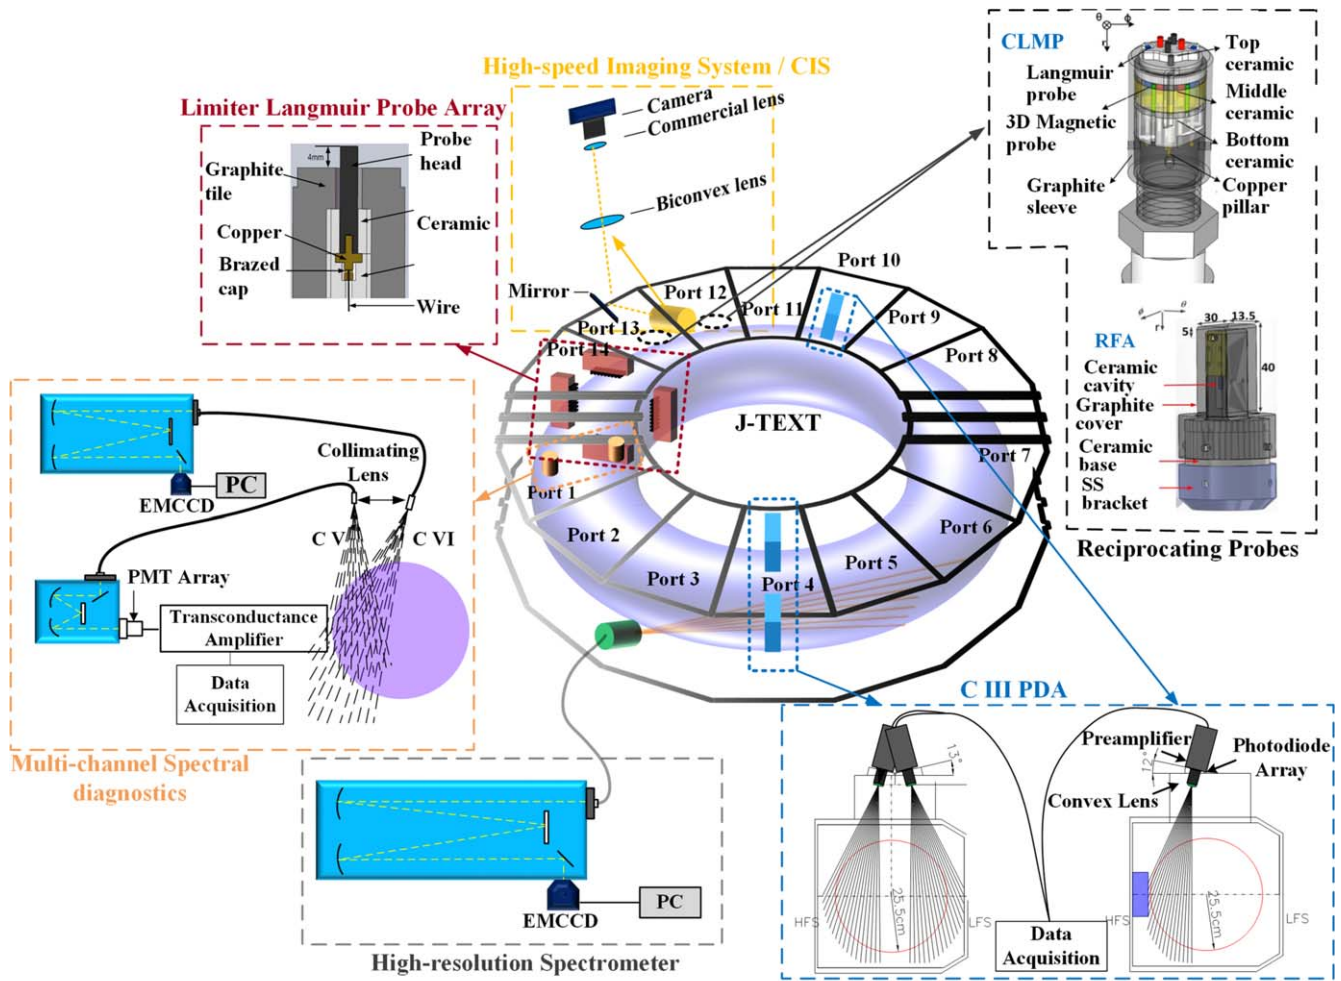 High-speed Imaging System / CIS
Camera
Commercial lens
Biconvex lens
Mirror
Limiter Langmuir Probe Array
4mm
Probe
head
Graphite
tile
Ceramic
Copper
Brazed
cap
Wire
θ
ϕ
r
CLMP
Top
ceramic
Langmuir
probe
Middle
ceramic
3D Magnetic
probe
Bottom
ceramic
Graphite
sleeve
Copper
pillar
θ
ϕ
r
30
13.5
5
40
RFA
Ceramic
cavity
Graphite
cover
Ceramic
base
SS
bracket
Reciprocating Probes
J-TEXT
Port 1
Port 2
Port 3
Port 4
Port 5
Port 6
Port 7
Port 8
Port 9
Port 10
Port 11
Port 12
Port 13
Port 14
Collimating
Lens
EMCCD
PC
C V
C VI
PMT Array
Transconductance
Amplifier
Data
Acquisition
Multi-channel Spectral
diagnostics
EMCCD
PC
High-resolution Spectrometer
C III PDA
13°
HFS
25.5cm
LFS
Preamplifier
Photodiode
Array
12°
Convex Lens
HFS
25.5cm
LFS
Data
Acquisition